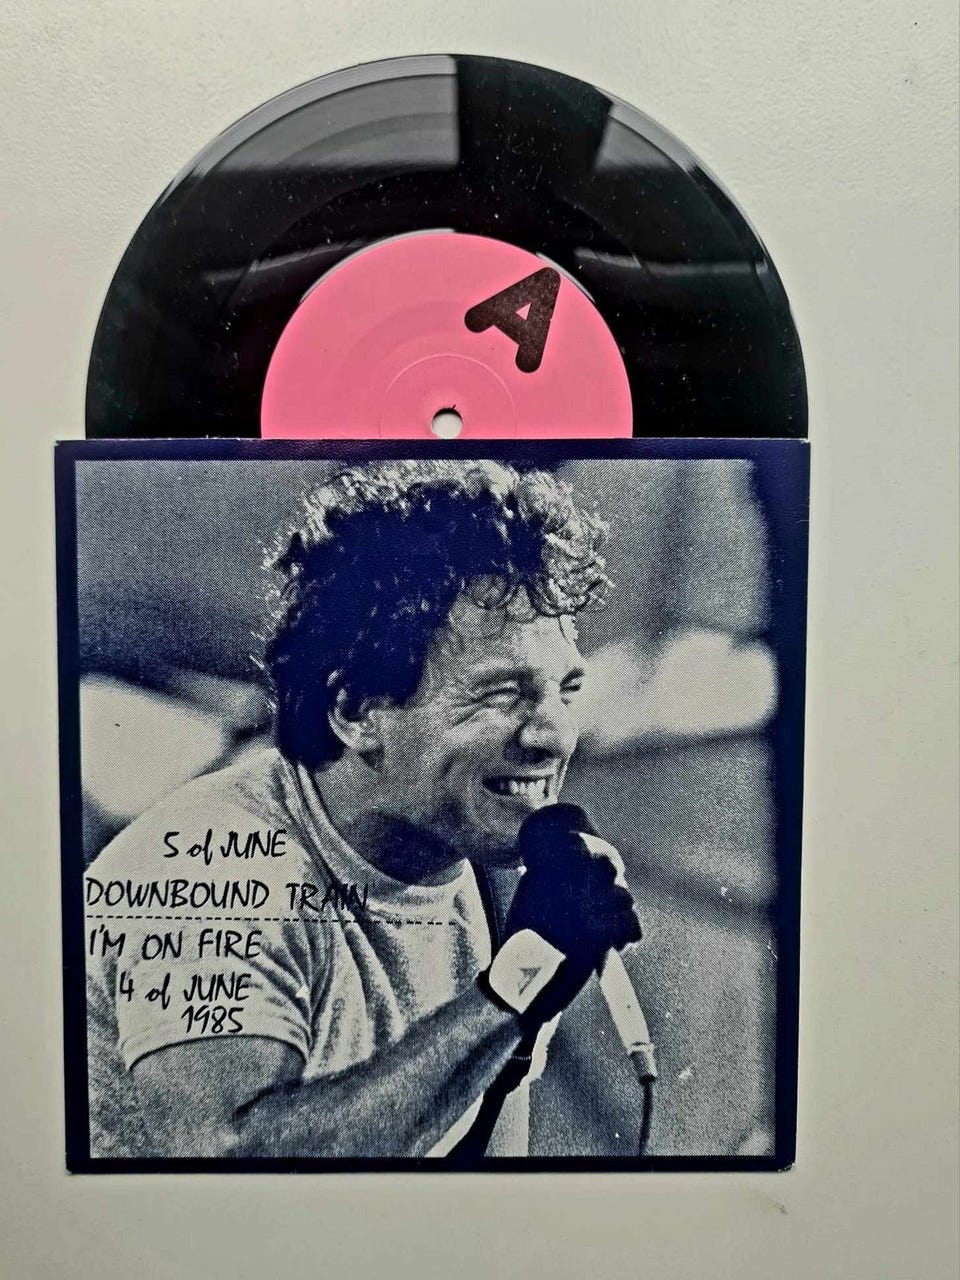 A
5 of JUNE
DOWNBOUND TRAIN
I'M ON FIRE
4 of JUNE
1985